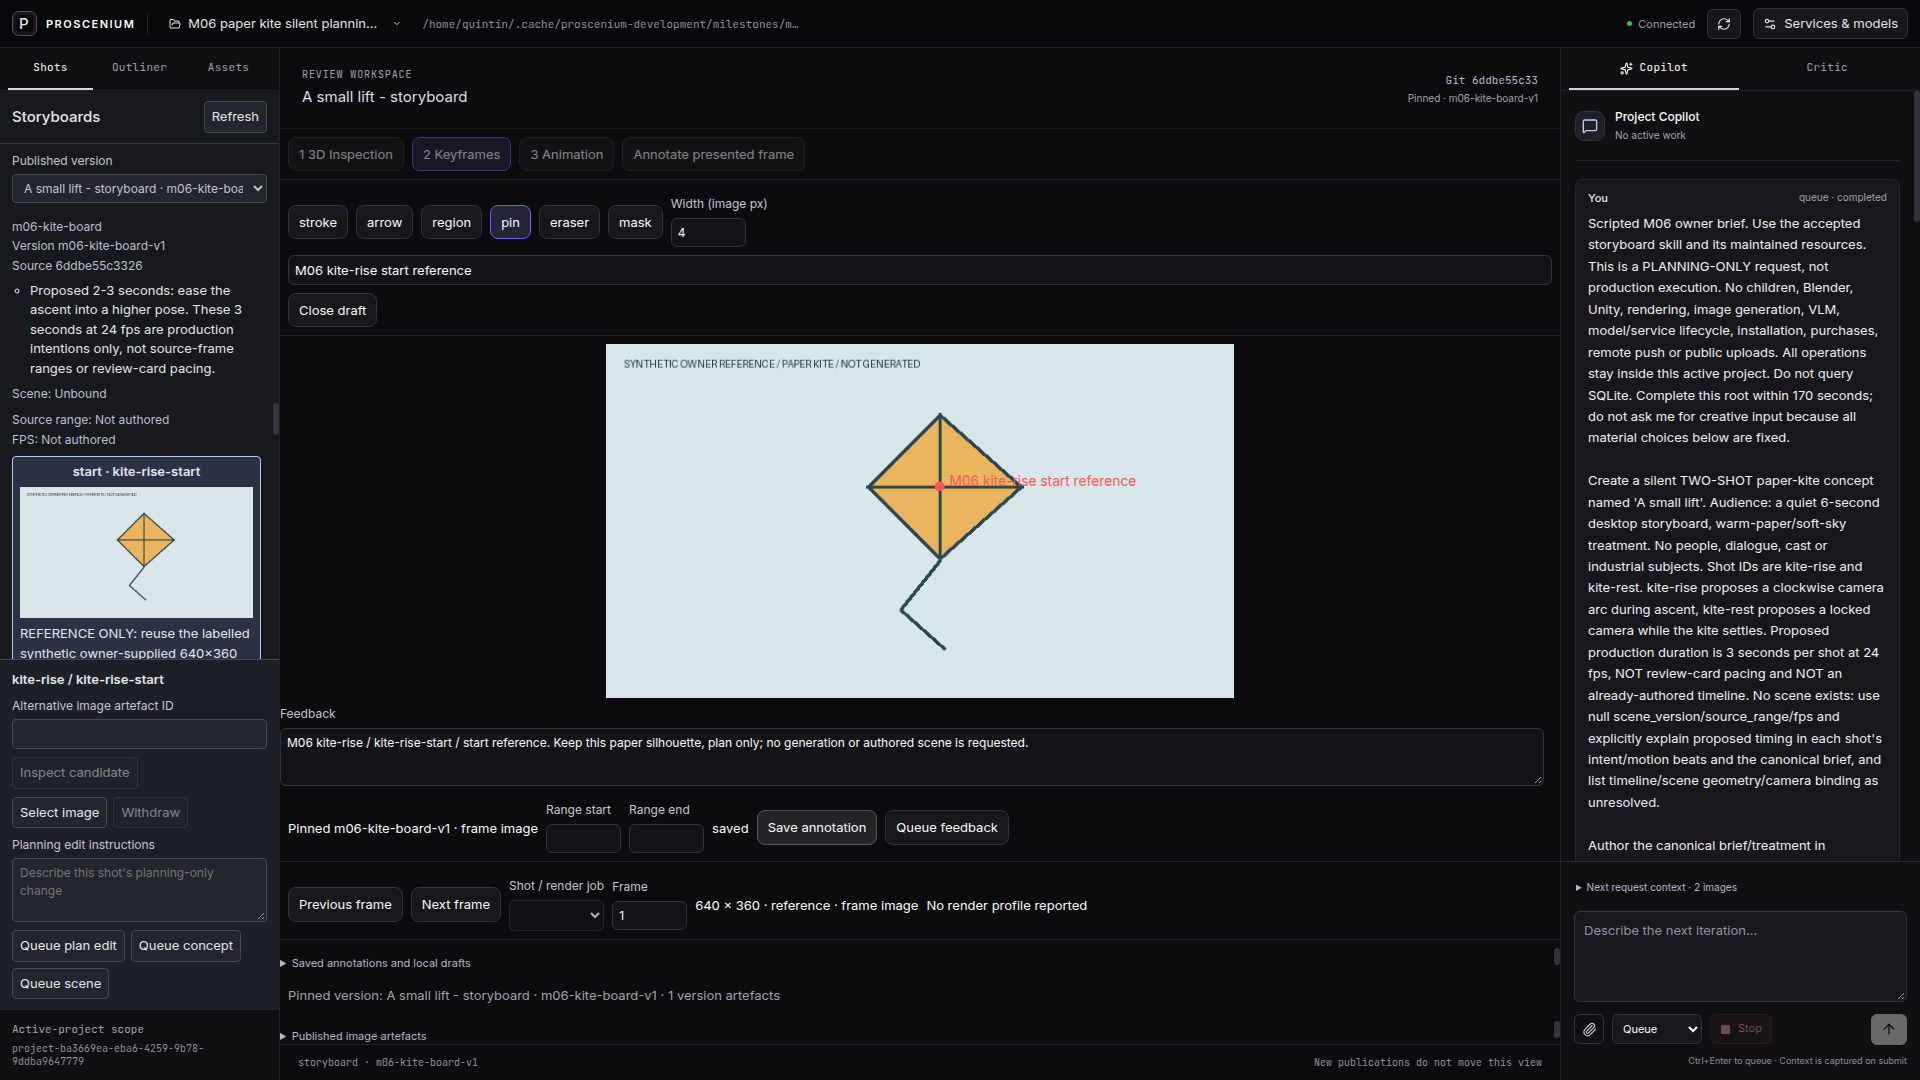 P PROSCENIUM
M06 paper kite silent plannin...
/home/quintin/.cache/proscenium-development/milestones/m…
Connected
Services & models
Shots
Outliner
Assets
Storyboards
Refresh
Published version
A small lift - storyboard · m06-kite-boa
m06-kite-board
Version m06-kite-board-v1
Source 6ddbe55c3326
Proposed 2-3 seconds: ease the
ascent into a higher pose. These 3
seconds at 24 fps are production
intentions only, not source-frame
ranges or review-card pacing.
Scene: Unbound
Source range: Not authored
FPS: Not authored
start · kite-rise-start
SYNTHETIC OWNER REFERENCE / PAPER KITE / NOT GENERATED
REFERENCE ONLY: reuse the labelled
synthetic owner-supplied 640×360
kite-rise / kite-rise-start
Alternative image artefact ID
Inspect candidate
Select image
Withdraw
Planning edit instructions
Describe this shot's planning-only
change
Queue plan edit
Queue concept
Queue scene
Active-project scope
project-ba3669ea-eba6-4259-9b78-
9ddba9647779
REVIEW WORKSPACE
A small lift - storyboard
Git 6ddbe55c33
Pinned · m06-kite-board-v1
1 3D Inspection
2 Keyframes
3 Animation
Annotate presented frame
stroke
arrow
region
pin
eraser
mask
Width (image px)
4
M06 kite-rise start reference
Close draft
SYNTHETIC OWNER REFERENCE / PAPER KITE / NOT GENERATED
M06 kite-rise start reference
Feedback
M06 kite-rise / kite-rise-start / start reference. Keep this paper silhouette, plan only; no generation or authored scene is requested.
Pinned m06-kite-board-v1 · frame image
Range start
Range end
saved
Save annotation
Queue feedback
Previous frame
Next frame
Shot / render job
Frame
1
640 × 360 · reference · frame image
No render profile reported
Saved annotations and local drafts
Pinned version: A small lift - storyboard · m06-kite-board-v1 · 1 version artefacts
Published image artefacts
storyboard · m06-kite-board-v1
New publications do not move this view
Copilot
Critic
Project Copilot
No active work
You
queue · completed
Scripted M06 owner brief. Use the accepted
storyboard skill and its maintained resources.
This is a PLANNING-ONLY request, not
production execution. No children, Blender,
Unity, rendering, image generation, VLM,
model/service lifecycle, installation, purchases,
remote push or public uploads. All operations
stay inside this active project. Do not query
SQLite. Complete this root within 170 seconds;
do not ask me for creative input because all
material choices below are fixed.
Create a silent TWO-SHOT paper-kite concept
named 'A small lift'. Audience: a quiet 6-second
desktop storyboard, warm-paper/soft-sky
treatment. No people, dialogue, cast or
industrial subjects. Shot IDs are kite-rise and
kite-rest. kite-rise proposes a clockwise camera
arc during ascent, kite-rest proposes a locked
camera while the kite settles. Proposed
production duration is 3 seconds per shot at 24
fps, NOT review-card pacing and NOT an
already-authored timeline. No scene exists: use
null scene_version/source_range/fps and
explicitly explain proposed timing in each shot's
intent/motion beats and the canonical brief, and
list timeline/scene geometry/camera binding as
unresolved.
Author the canonical brief/treatment in
Next request context · 2 images
Describe the next iteration...
Queue
Stop
Ctrl+Enter to queue · Context is captured on submit